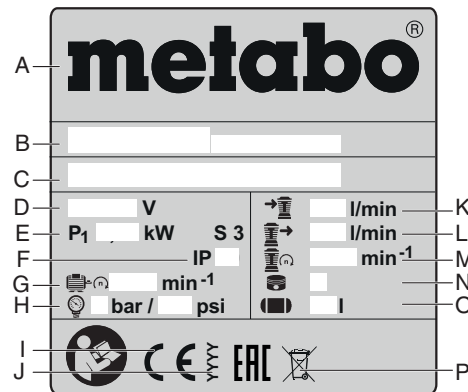 A metabo ®
B
C
D V
E P1 kW S 3
F IP
G n min-1
H bar / psi
K l/min
L l/min
M n min-1
N
O l
I
J CE EAC
P